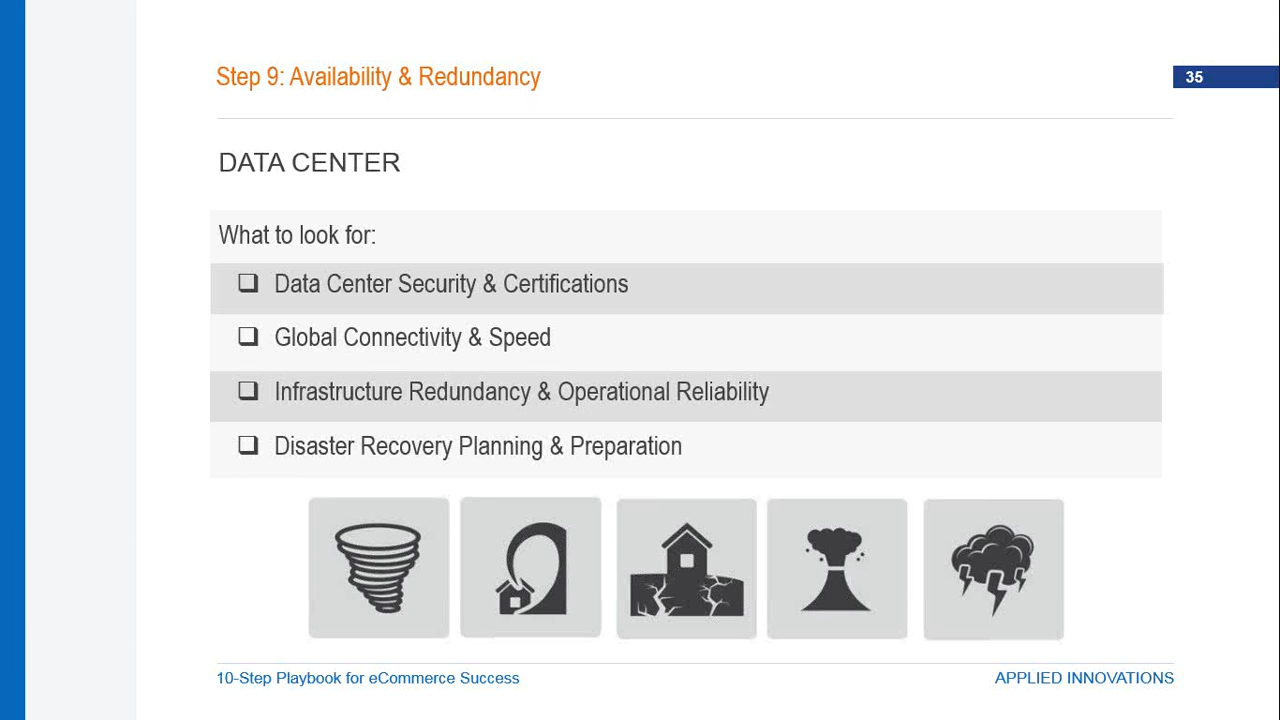 Step 9: Availability & Redundancy
35
DATA CENTER
What to look for:
❑ Data Center Security & Certifications
❑ Global Connectivity & Speed
❑ Infrastructure Redundancy & Operational Reliability
❑ Disaster Recovery Planning & Preparation
10-Step Playbook for eCommerce Success
APPLIED INNOVATIONS